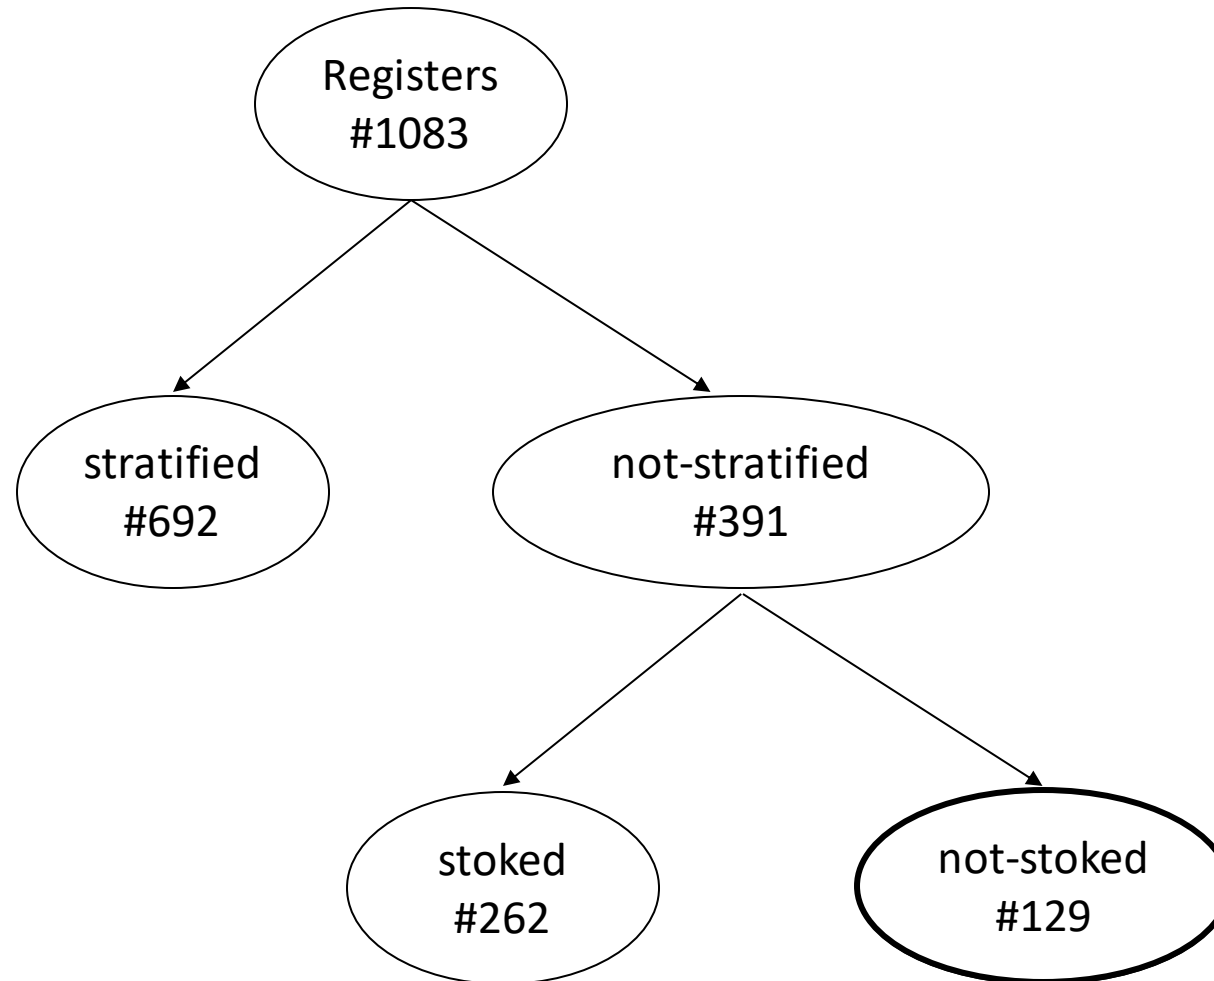 Registers
#1083
stratified
#692
not-stratified
#391
stoked
#262
not-stoked
#129